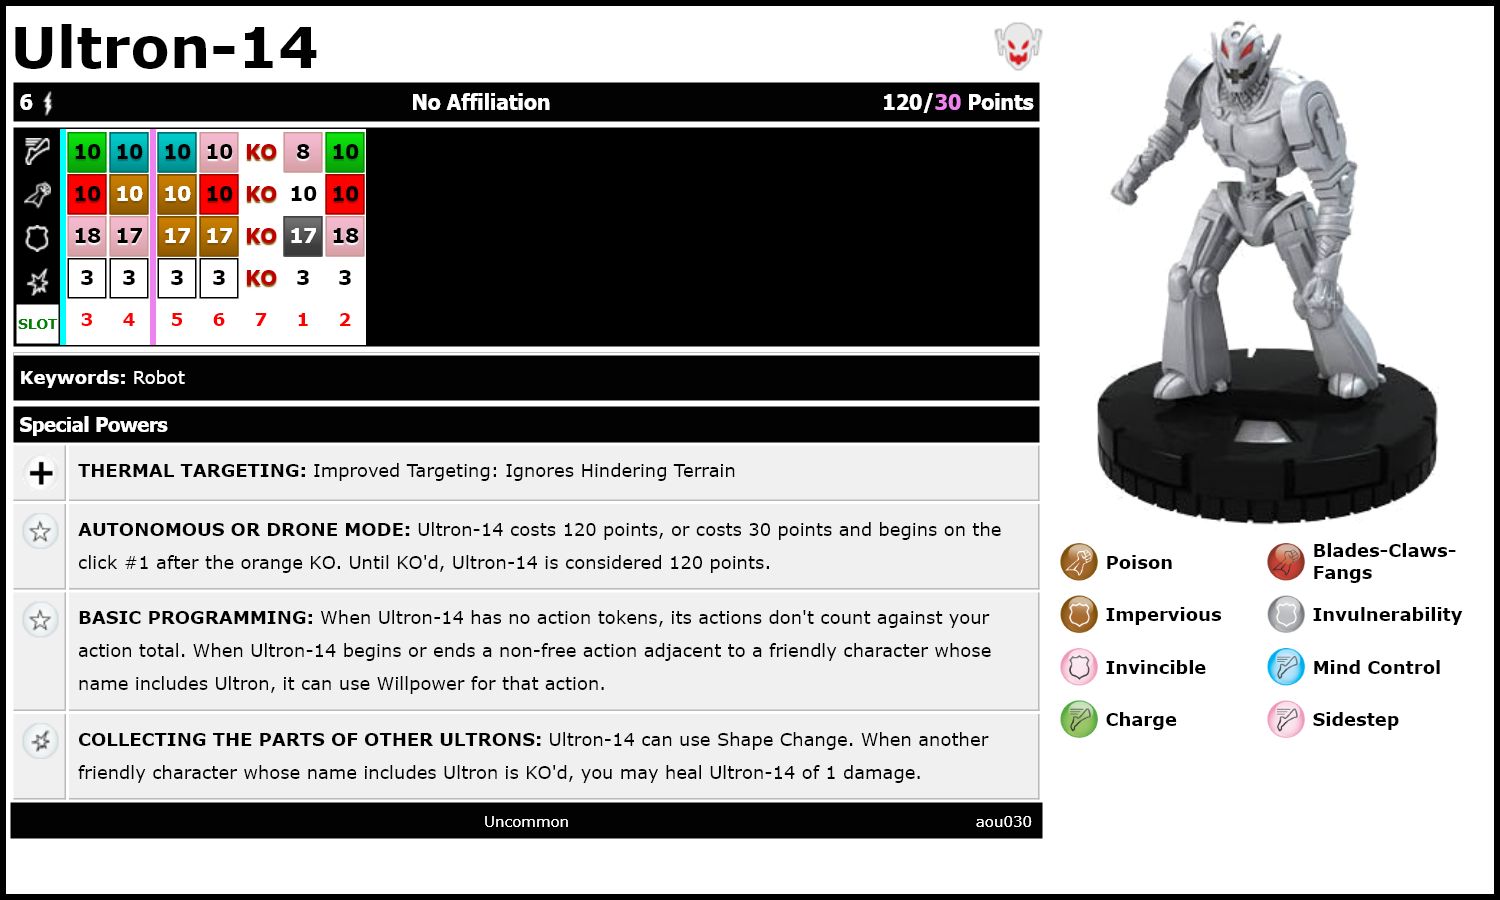 Ultron-14
6 No Affiliation 120/30 Points
10 10 10 10 KO 8 10
10 10 10 10 KO 10 10
18 17 17 17 KO 17 18
3 3 3 3 KO 3 3
SLOT 3 4 5 6 7 1 2
Keywords: Robot
Special Powers
THERMAL TARGETING: Improved Targeting: Ignores Hindering Terrain
AUTONOMOUS OR DRONE MODE: Ultron-14 costs 120 points, or costs 30 points and begins on the
click #1 after the orange KO. Until KO'd, Ultron-14 is considered 120 points.
BASIC PROGRAMMING: When Ultron-14 has no action tokens, its actions don't count against your
action total. When Ultron-14 begins or ends a non-free action adjacent to a friendly character whose
name includes Ultron, it can use Willpower for that action.
COLLECTING THE PARTS OF OTHER ULTRONS: Ultron-14 can use Shape Change. When another
friendly character whose name includes Ultron is KO'd, you may heal Ultron-14 of 1 damage.
Uncommon aou030
Poison
Blades-Claws-
Fangs
Impervious
Invulnerability
Invincible
Mind Control
Charge
Sidestep